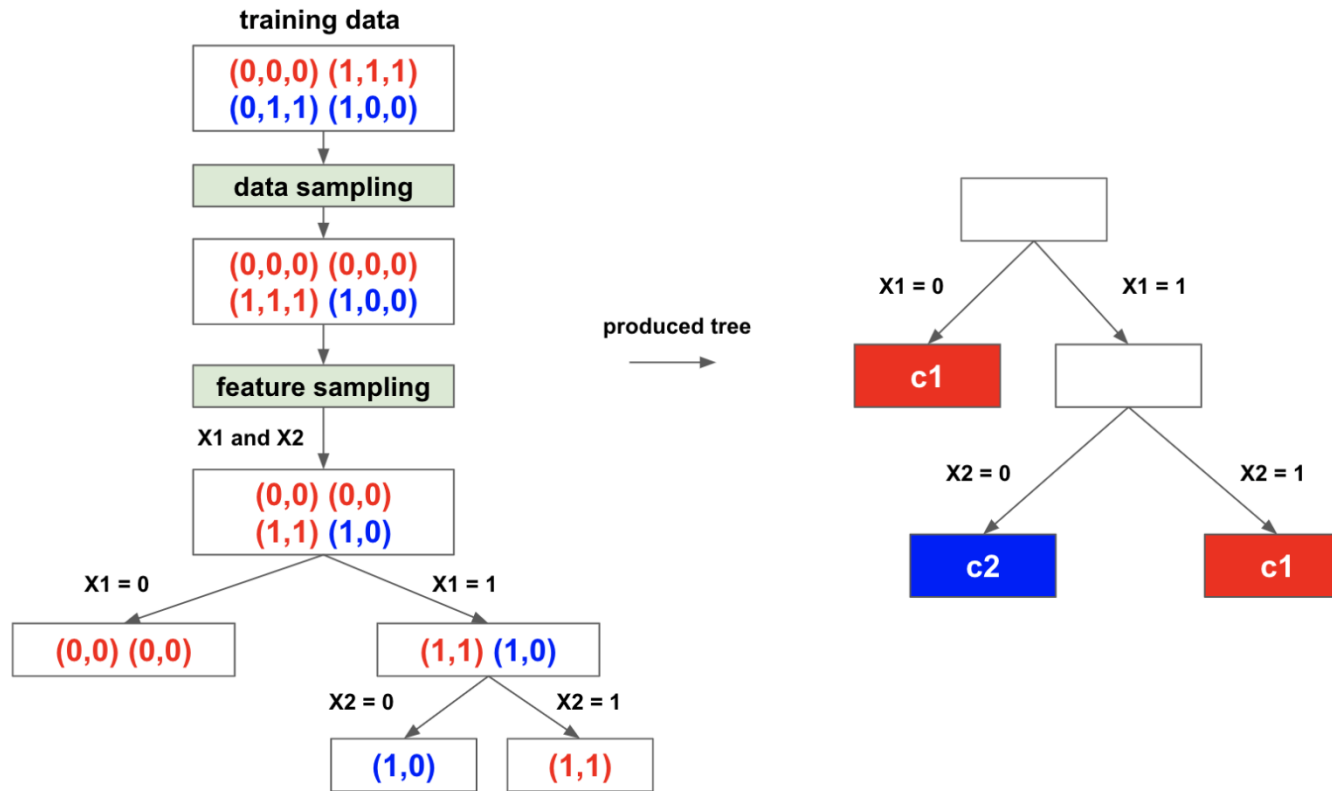 training data
(0,0,0) (1,1,1)
(0,1,1) (1,0,0)
data sampling
(0,0,0) (0,0,0)
(1,1,1) (1,0,0)
feature sampling
X1 and X2
(0,0) (0,0)
(1,1) (1,0)
X1 = 0
X1 = 1
(0,0) (0,0)
(1,1) (1,0)
X2 = 0
X2 = 1
(1,0)
(1,1)
produced tree
X1 = 0
X1 = 1
c1
X2 = 0
X2 = 1
c2
c1